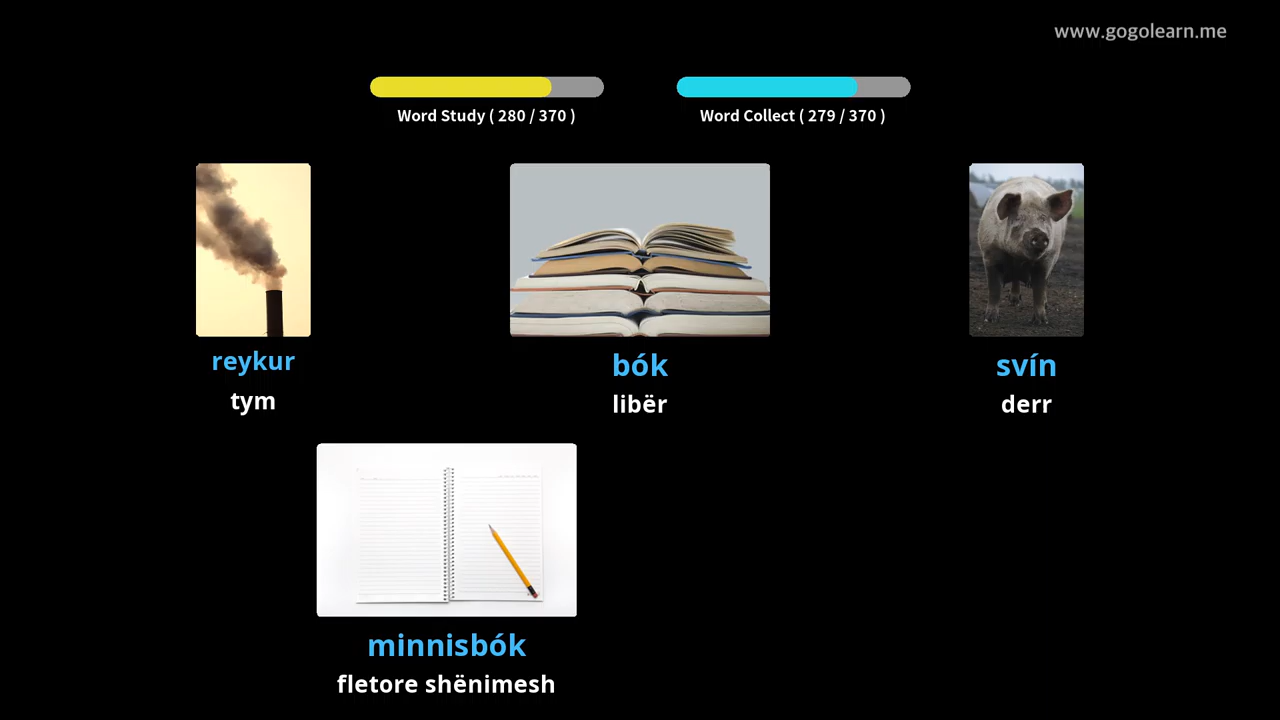 www.gogolearn.me
Word Study ( 280 / 370 )
Word Collect ( 279 / 370 )
reykur
tym
bók
libër
svín
derr
minnisbók
fletore shënimesh